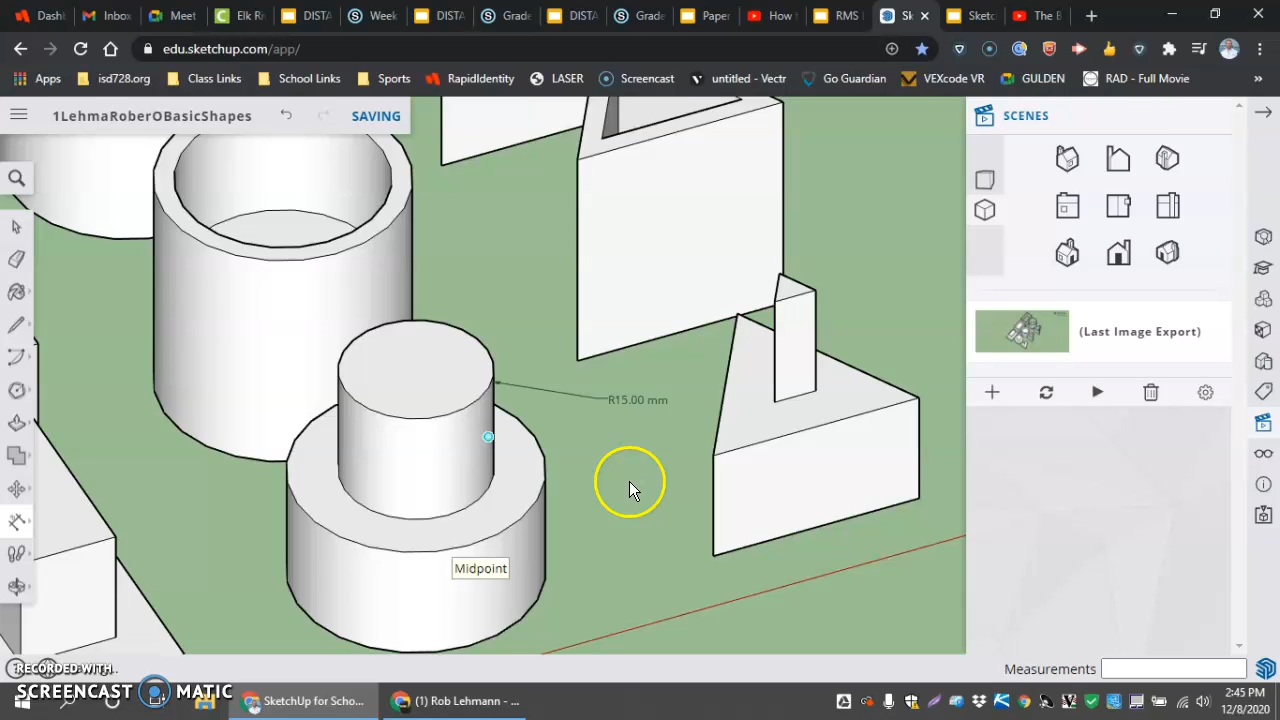 Data
Inbox
Meet
Elk R
DISTA
Week
DISTA
Grade
DISTA
Grade
Paper
How
RMS
Sk
Sketc
The B
edu.sketchup.com/app/
Apps isd728.org Class Links School Links Sports RapidIdentity LASER Screencast untitled - Vectr Go Guardian VEXcode VR GULDEN RAD - Full Movie »
1LehmaRoberOBasicShapes SAVING
SCENES
(Last Image Export)
R15.00 mm
Midpoint
Measurements
RECORDED WITH
SCREENCAST MATIC
SketchUp for Scho...
(1) Rob Lehmann - ...
2:45 PM
12/8/2020